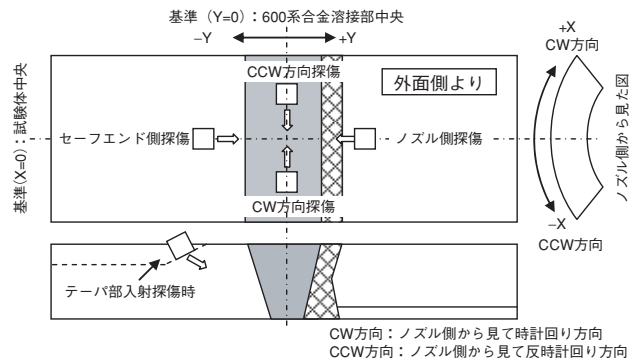 基準（Y=0）：600系合金溶接部中央
−Y
+Y
+X
CW方向
CCW方向探傷
外面側より
基準(X=0)：試験体中央
セーフエンド側探傷
ノズル側探傷
ノズル側から見た図
CW方向探傷
−X
CCW方向
テーパ部入射探傷時
CW方向：ノズル側から見て時計回り方向
CCW方向：ノズル側から見て反時計回り方向